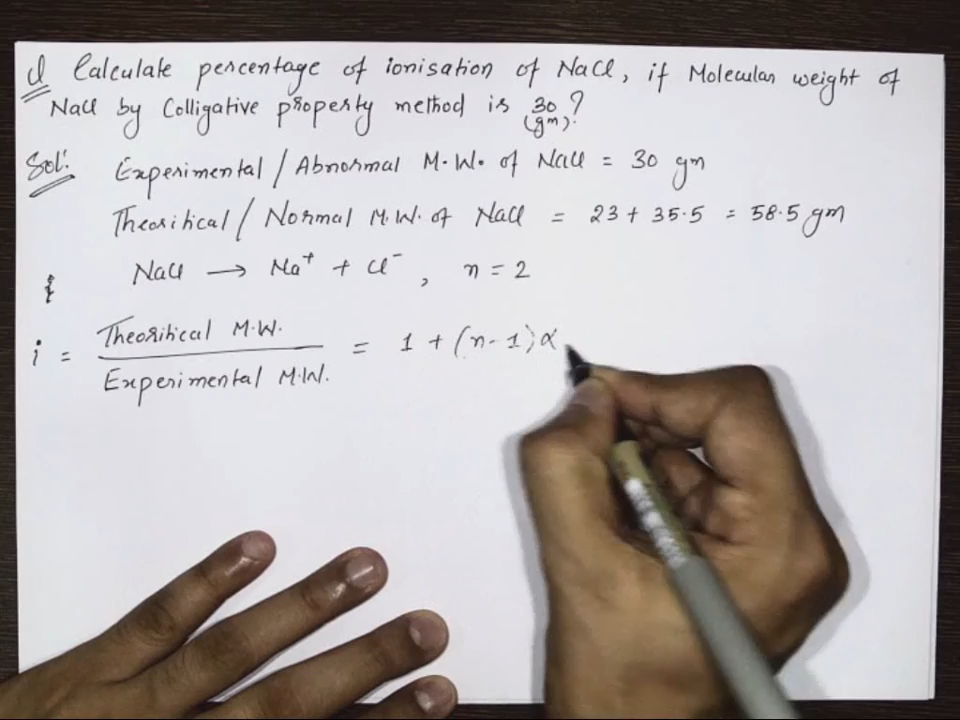 Q Calculate percentage of ionisation of NaCl, if Molecular weight of
NaCl by Colligative property method is 30 (gm)?
Sol: Experimental / Abnormal M.W. of NaCl = 30 gm
Theoritical / Normal M.W. of NaCl = 23 + 35.5 = 58.5 gm
NaCl → Na⁺ + Cl⁻, n = 2
i = Theoritical M.W. / Experimental M.W. = 1 + (n-1)α